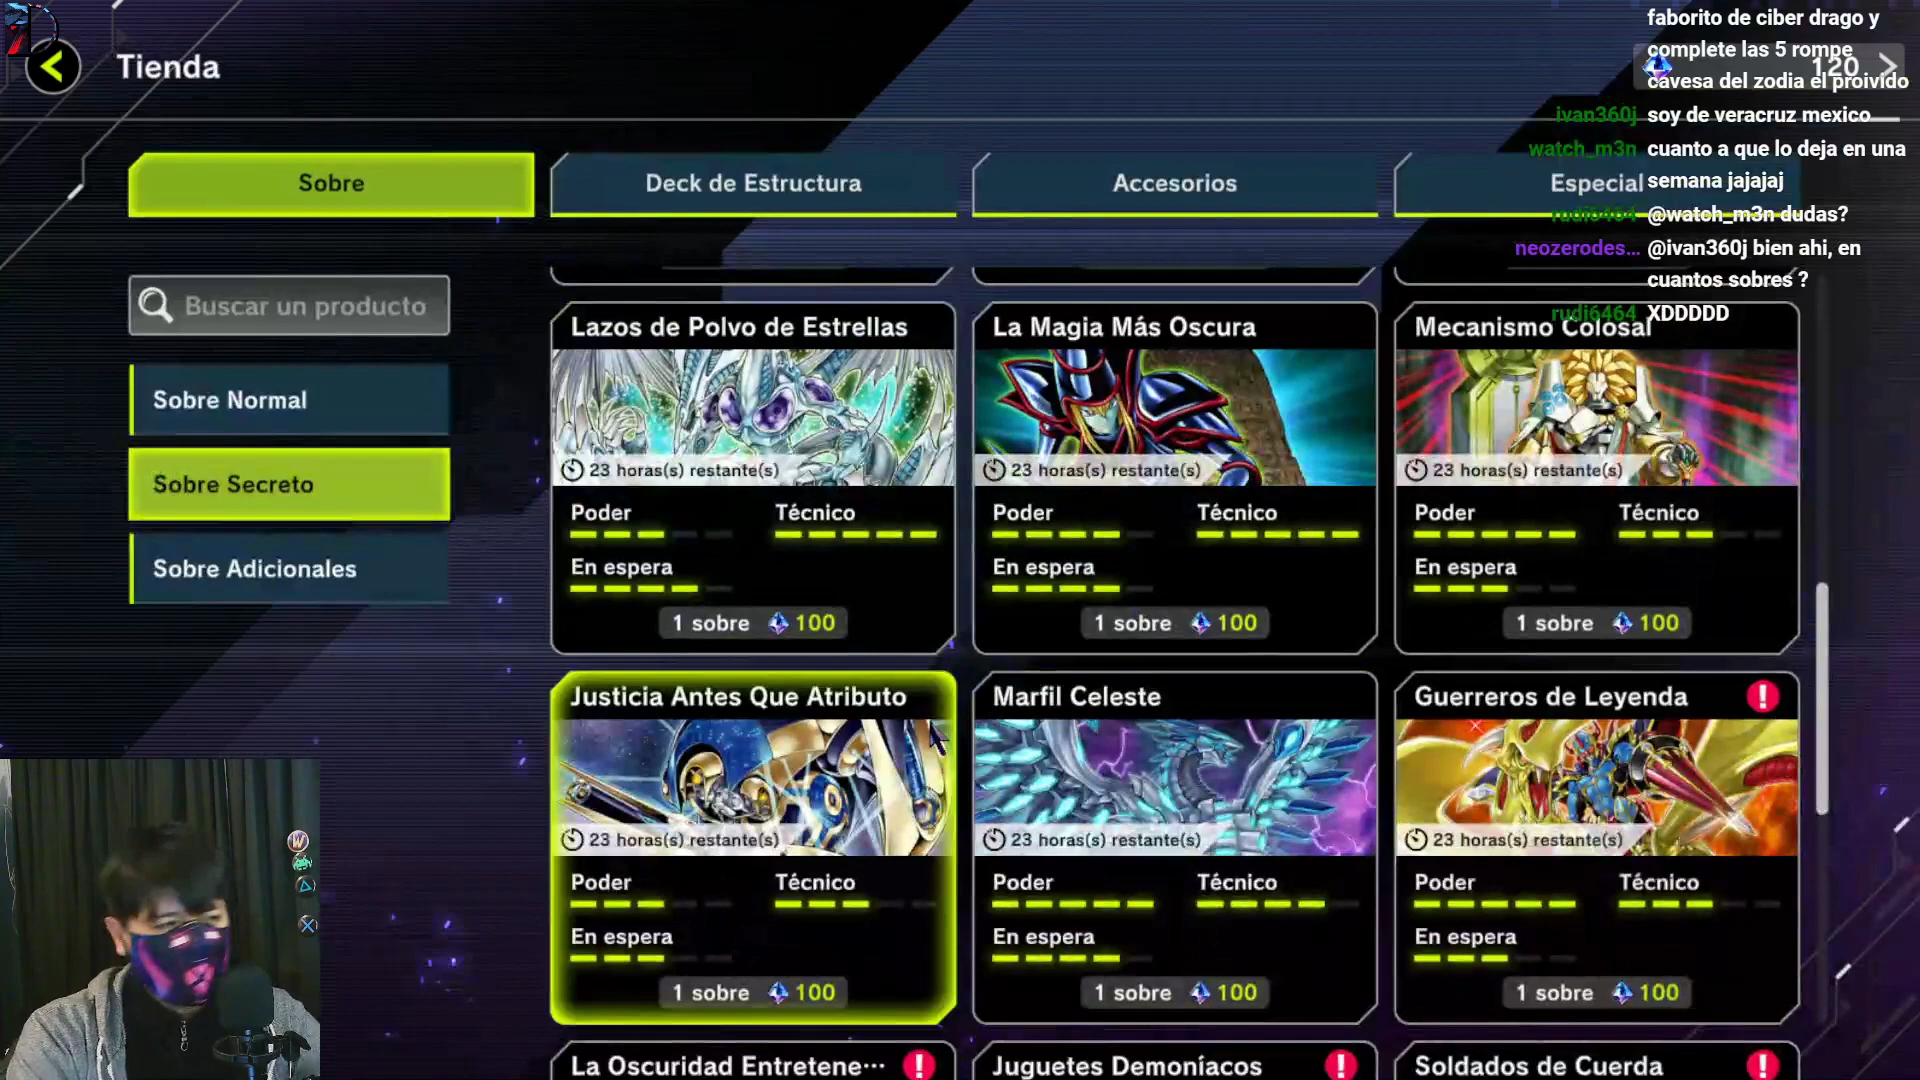 Tienda
120
faborito de ciber drago y
complete las 5 rompe
cavesa del zodia el proivido
ivan360j soy de veracruz mexico
watch_m3n cuanto a que lo deja en una
semana jajajaj
rudi6464 @watch_m3n dudas?
neozerodes... @ivan360j bien ahi, en
cuantos sobres ?
rudi6464 XDDDDD
Sobre
Deck de Estructura
Accesorios
Especial
Buscar un producto
Sobre Normal
Sobre Secreto
Sobre Adicionales
Lazos de Polvo de Estrellas
23 horas(s) restante(s)
Poder Técnico
En espera
1 sobre 100
La Magia Más Oscura
23 horas(s) restante(s)
Poder Técnico
En espera
1 sobre 100
Mecanismo Colosal
23 horas(s) restante(s)
Poder Técnico
En espera
1 sobre 100
Justicia Antes Que Atributo
23 horas(s) restante(s)
Poder Técnico
En espera
1 sobre 100
Marfil Celeste
23 horas(s) restante(s)
Poder Técnico
En espera
1 sobre 100
Guerreros de Leyenda !
23 horas(s) restante(s)
Poder Técnico
En espera
1 sobre 100
La Oscuridad Entretene··· !
Juguetes Demoníacos !
Soldados de Cuerda !